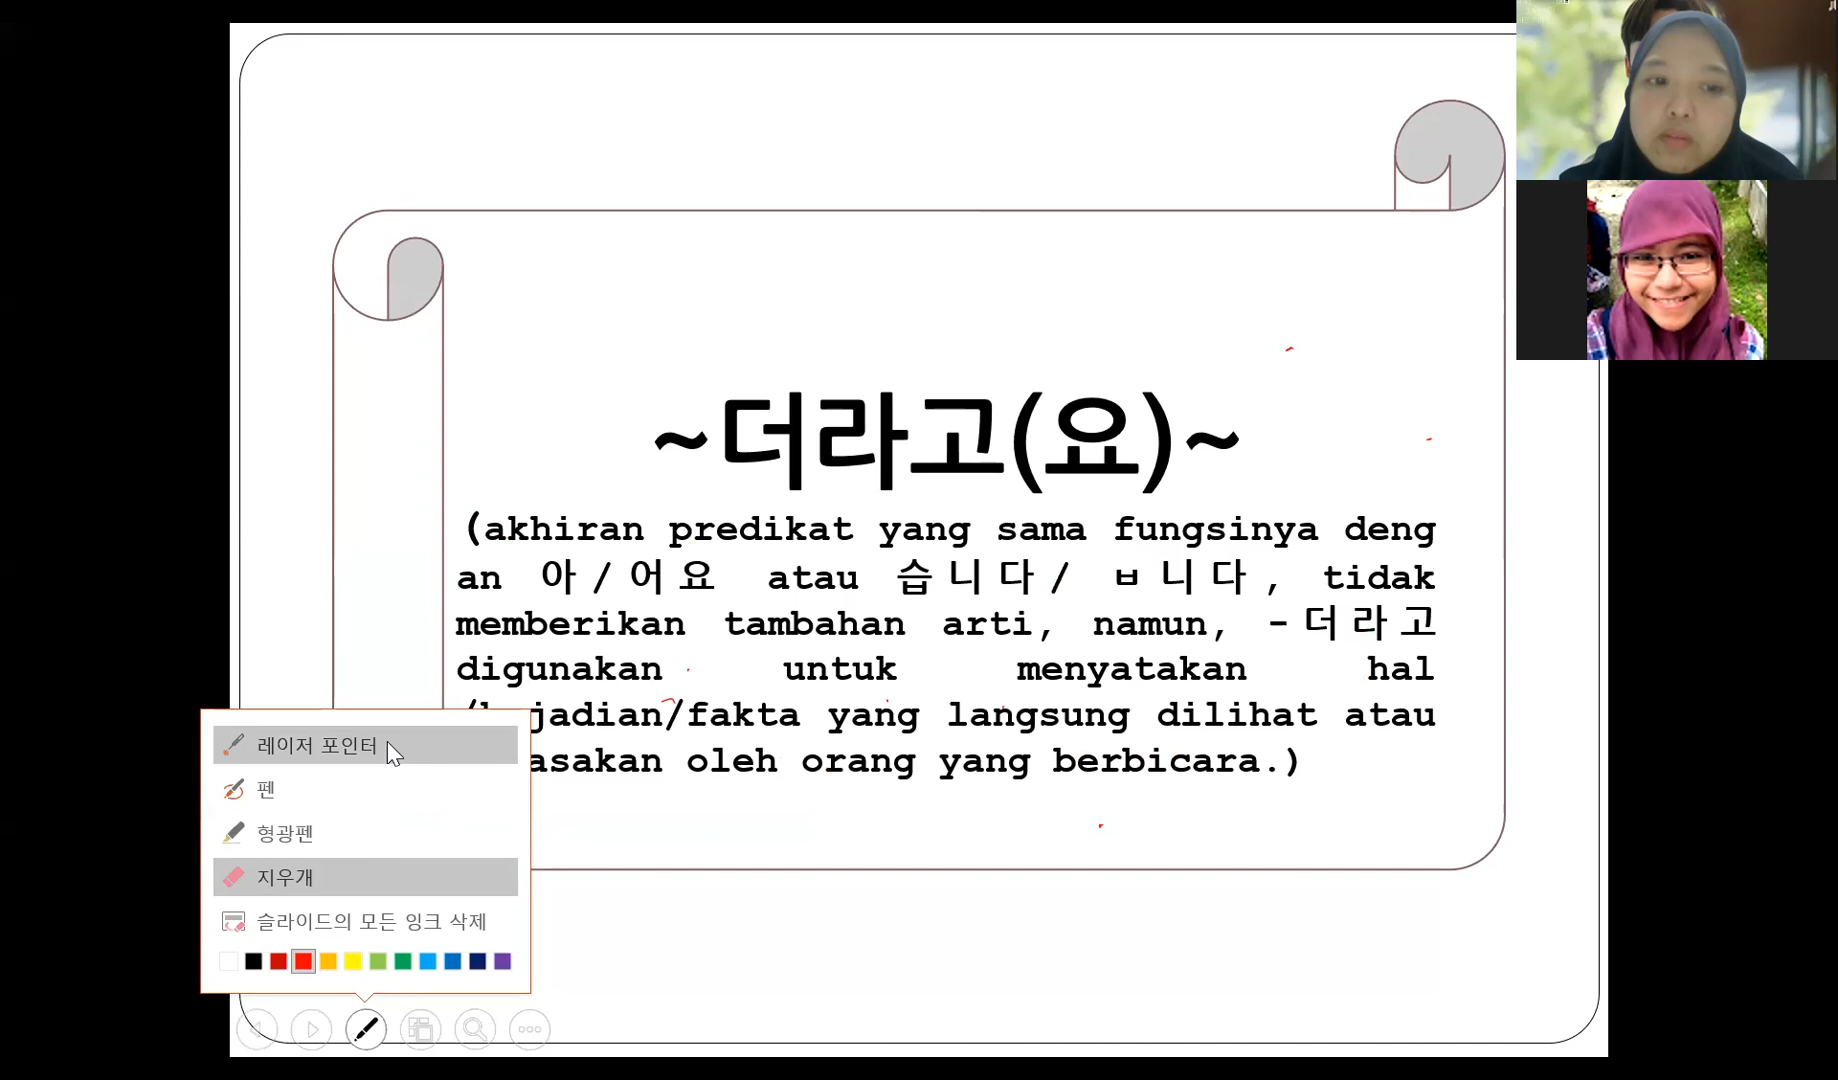 ~더라고(요)~
(akhiran predikat yang sama fungsinya deng
an 아/어요 atau 습니다/ ㅂ니다, tidak
memberikan tambahan arti, namun, -더라고
digunakan untuk menyatakan hal
/fakta yang langsung dilihat atau
oleh orang yang berbicara.)
레이저 포인터
펜
형광펜
지우개
슬라이드의 모든 잉크 삭제